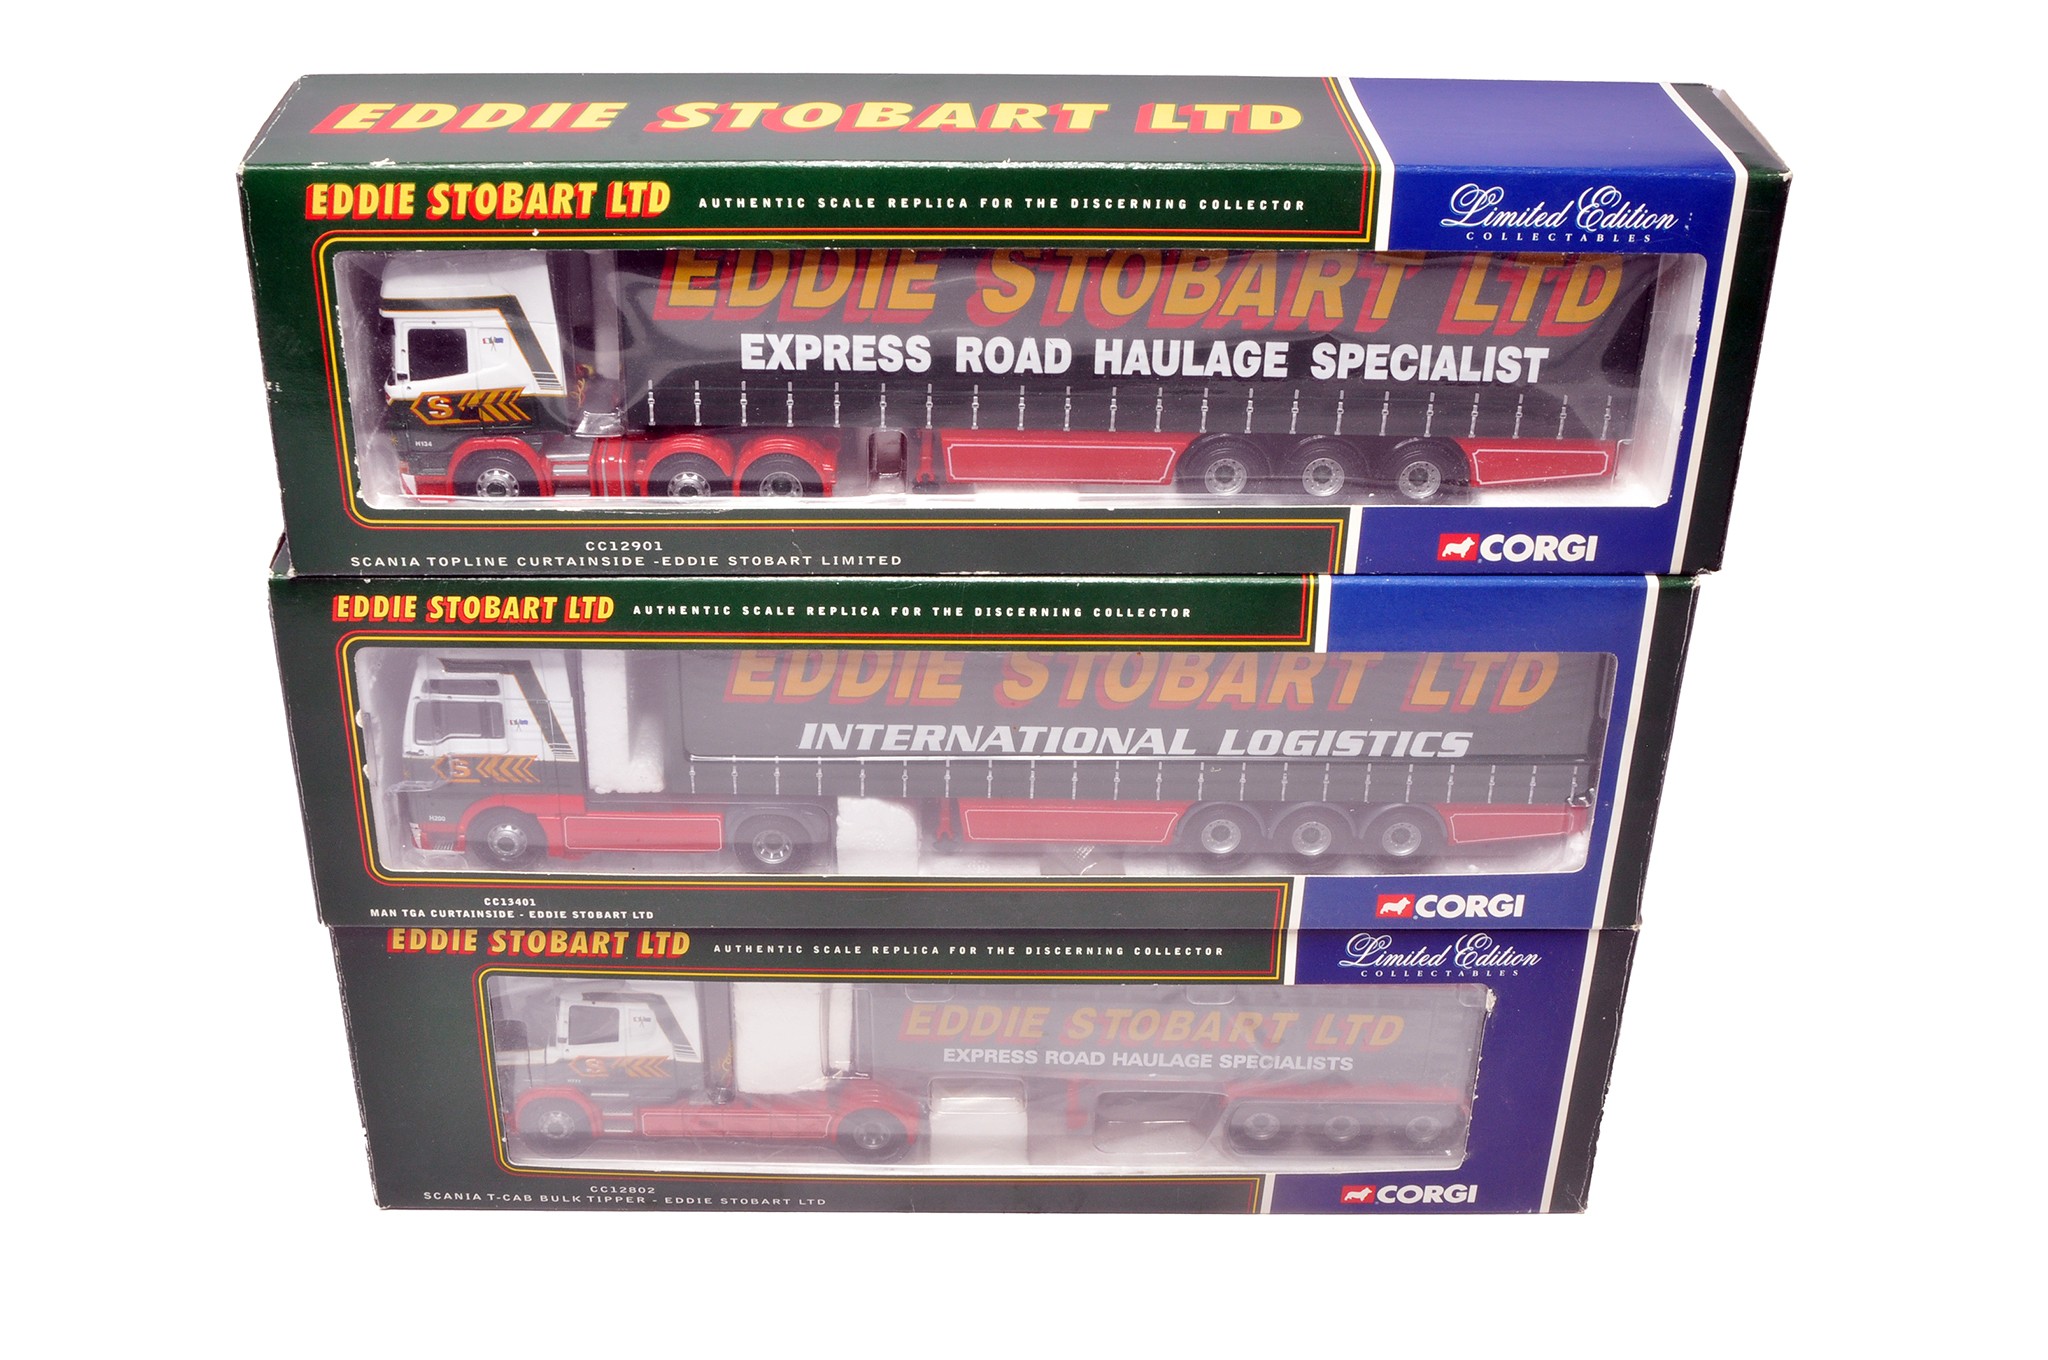 EDDIE STOBART LTD
EDDIE STOBART LTD AUTHENTIC SCALE REPLICA FOR THE DISCERNING COLLECTOR
Limited Edition
COLLECTABLES
EDDIE STOBART LTD
EXPRESS ROAD HAULAGE SPECIALIST
S
H134
CC12901
SCANIA TOPLINE CURTAINSIDE -EDDIE STOBART LIMITED
CORGI
EDDIE STOBART LTD AUTHENTIC SCALE REPLICA FOR THE DISCERNING COLLECTOR
EDDIE STOBART LTD
INTERNATIONAL LOGISTICS
S
H200
CC13401
MAN TGA CURTAINSIDE - EDDIE STOBART LTD
CORGI
EDDIE STOBART LTD AUTHENTIC SCALE REPLICA FOR THE DISCERNING COLLECTOR
Limited Edition
COLLECTABLES
EDDIE STOBART LTD
EXPRESS ROAD HAULAGE SPECIALISTS
S
CC12802
SCANIA T-CAB BULK TIPPER - EDDIE STOBART LTD
CORGI